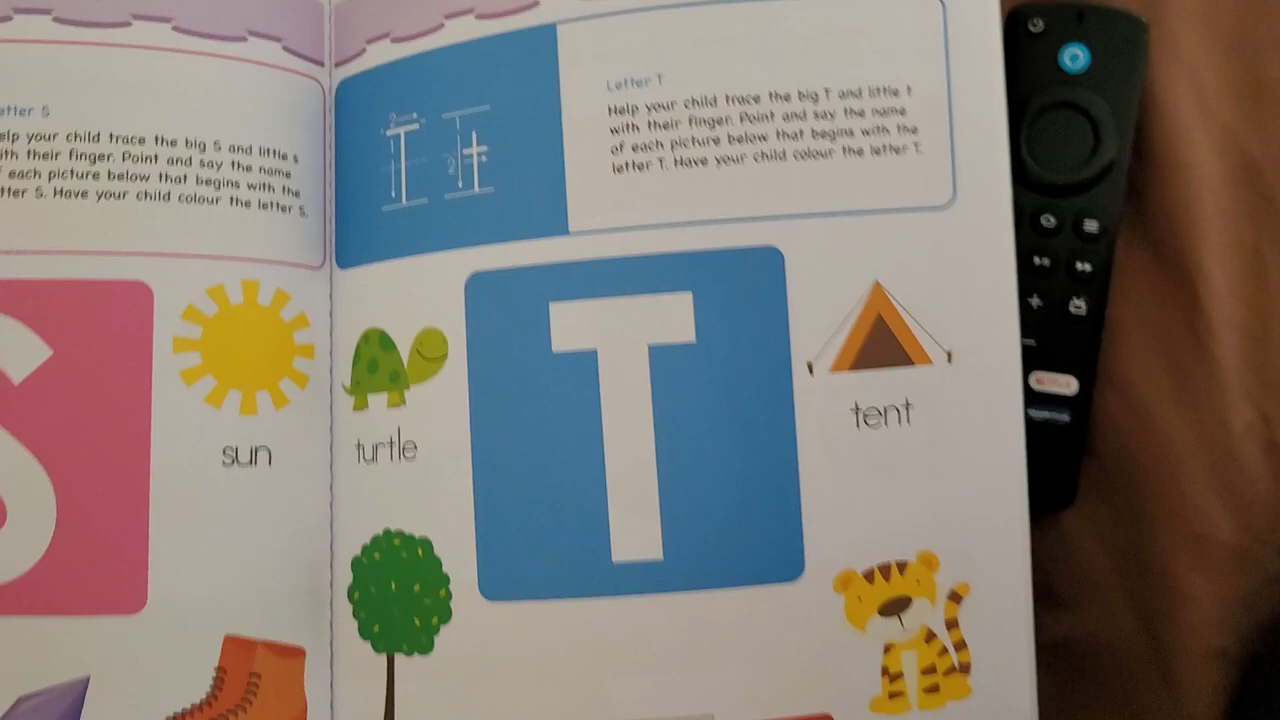 etter S
elp your child trace the big S and little s
ith their finger. Point and say the name
each picture below that begins with the
tter S. Have your child colour the letter S.
sun
Letter T
Help your child trace the big T and little t
with their finger. Point and say the name
of each picture below that begins with the
letter T. Have your child colour the letter T.
T t
turtle
T
tent
S
NETFLIX